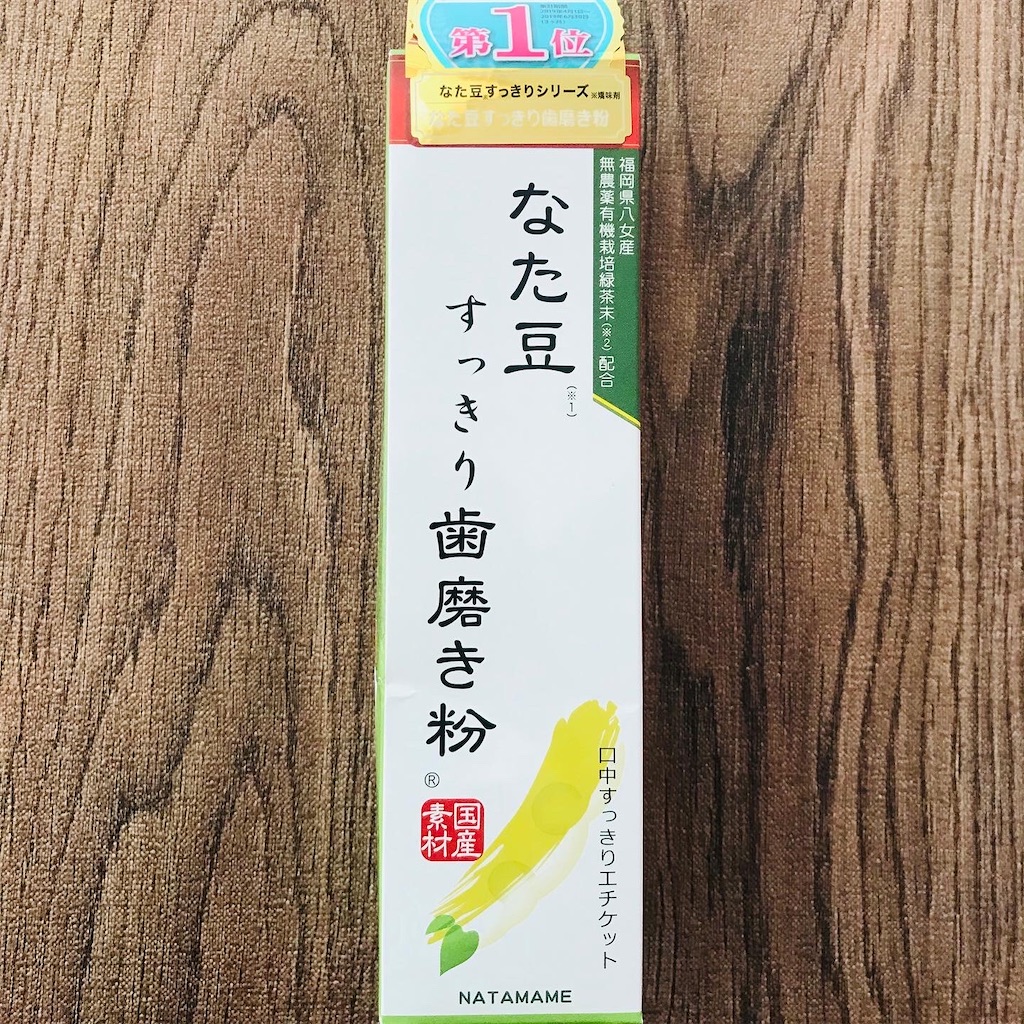 第1位
なた豆すっきりシリーズ ※矯味剤
なた豆すっきり歯磨き粉
福岡県八女産
無農薬有機栽培緑茶末(※2)配合
なた豆(※1)
すっきり歯磨き粉®
国産
素材
口中すっきりエチケット
NATAMAME